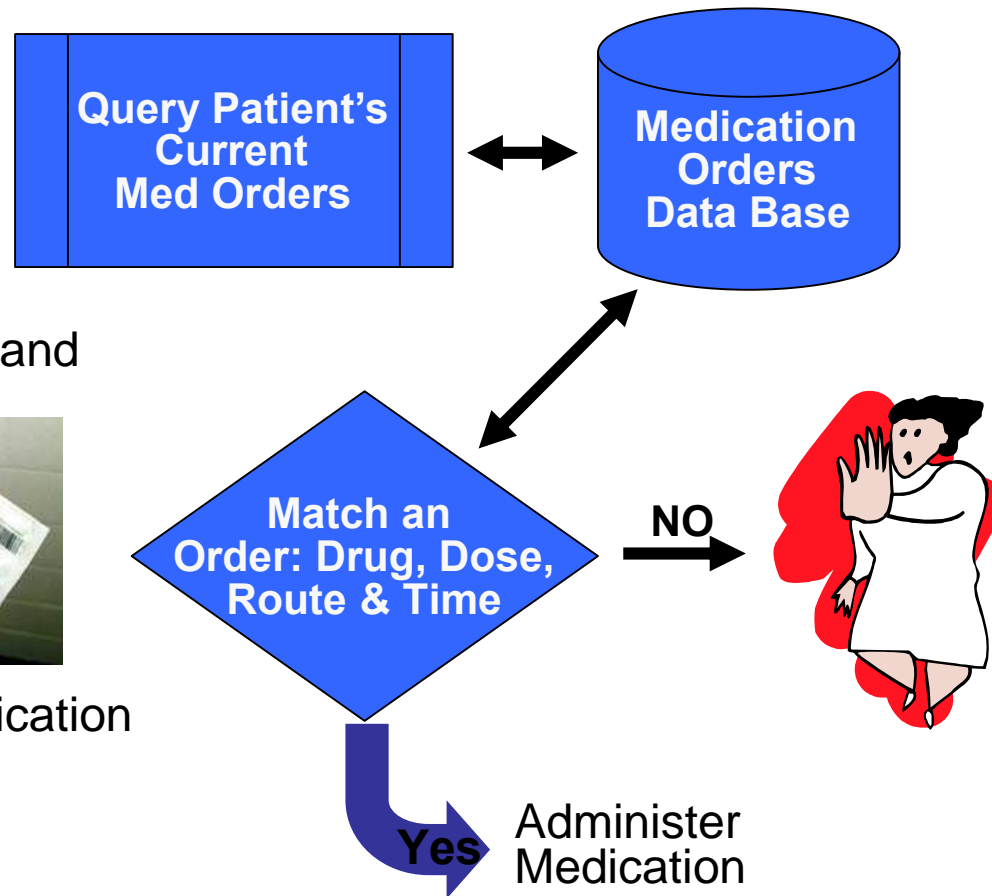 Query Patient's
Current
Med Orders
Medication
Orders
Data Base
and
Match an
Order: Drug, Dose,
Route & Time
NO
ication
Yes
Administer
Medication